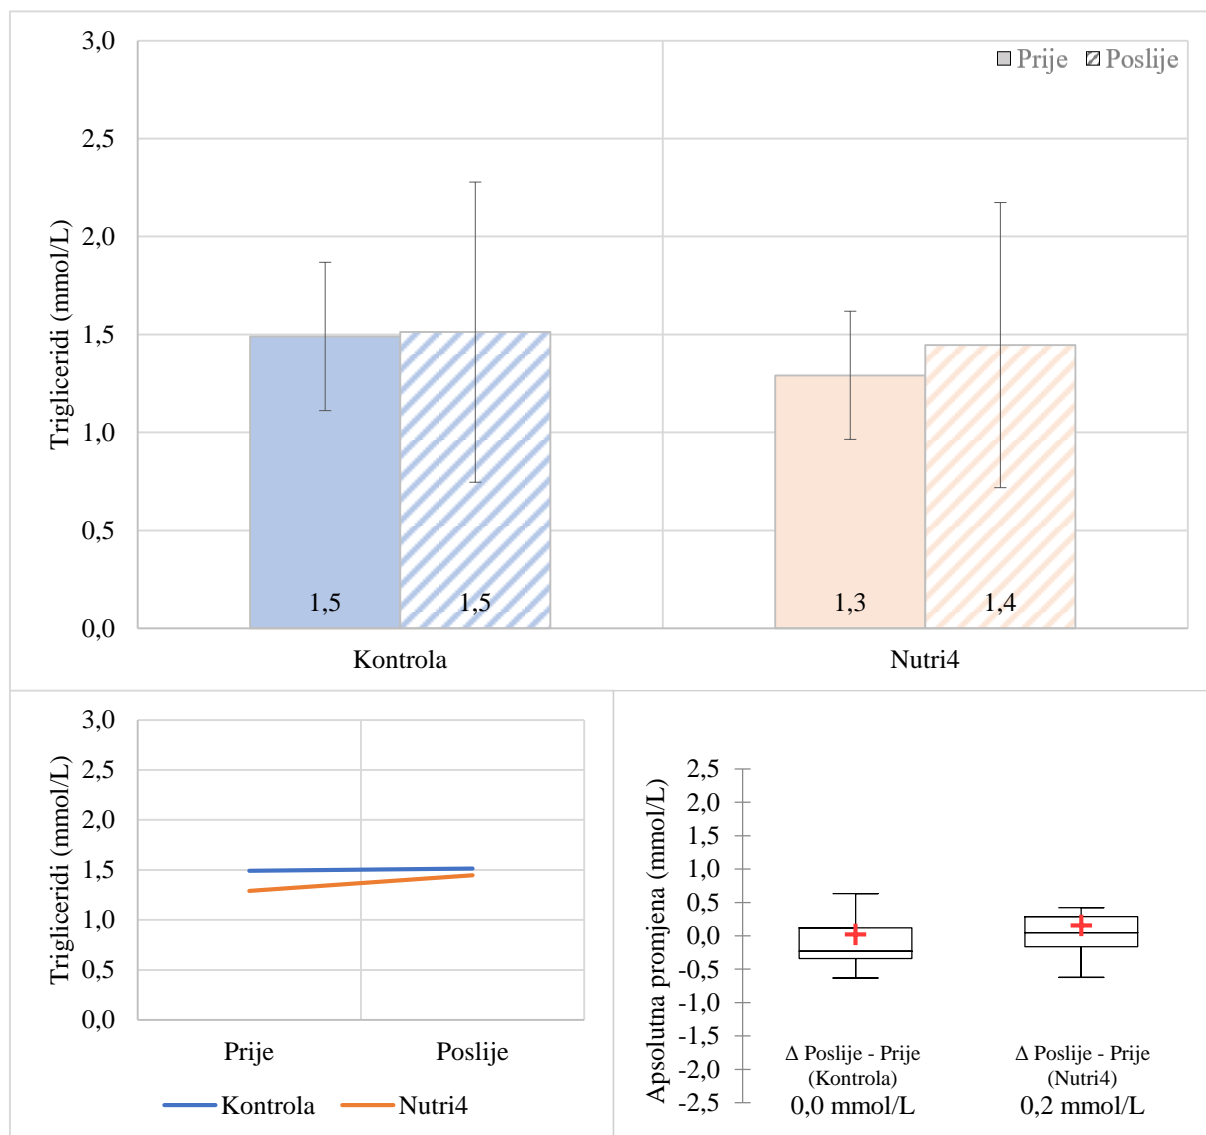 3,0
2,5
2,0
1,5
1,0
0,5
0,0
Trigliceridi (mmol/L)
Prije Poslije
1,5 1,5 1,3 1,4
Kontrola Nutri4
3,0
2,5
2,0
1,5
1,0
0,5
0,0
Trigliceridi (mmol/L)
Prije Poslije
Kontrola Nutri4
2,5
2,0
1,5
1,0
0,5
0,0
-0,5
-1,0
-1,5
-2,0
-2,5
Apsolutna promjena (mmol/L)
Δ Poslije - Prije
(Kontrola)
0,0 mmol/L
Δ Poslije - Prije
(Nutri4)
0,2 mmol/L